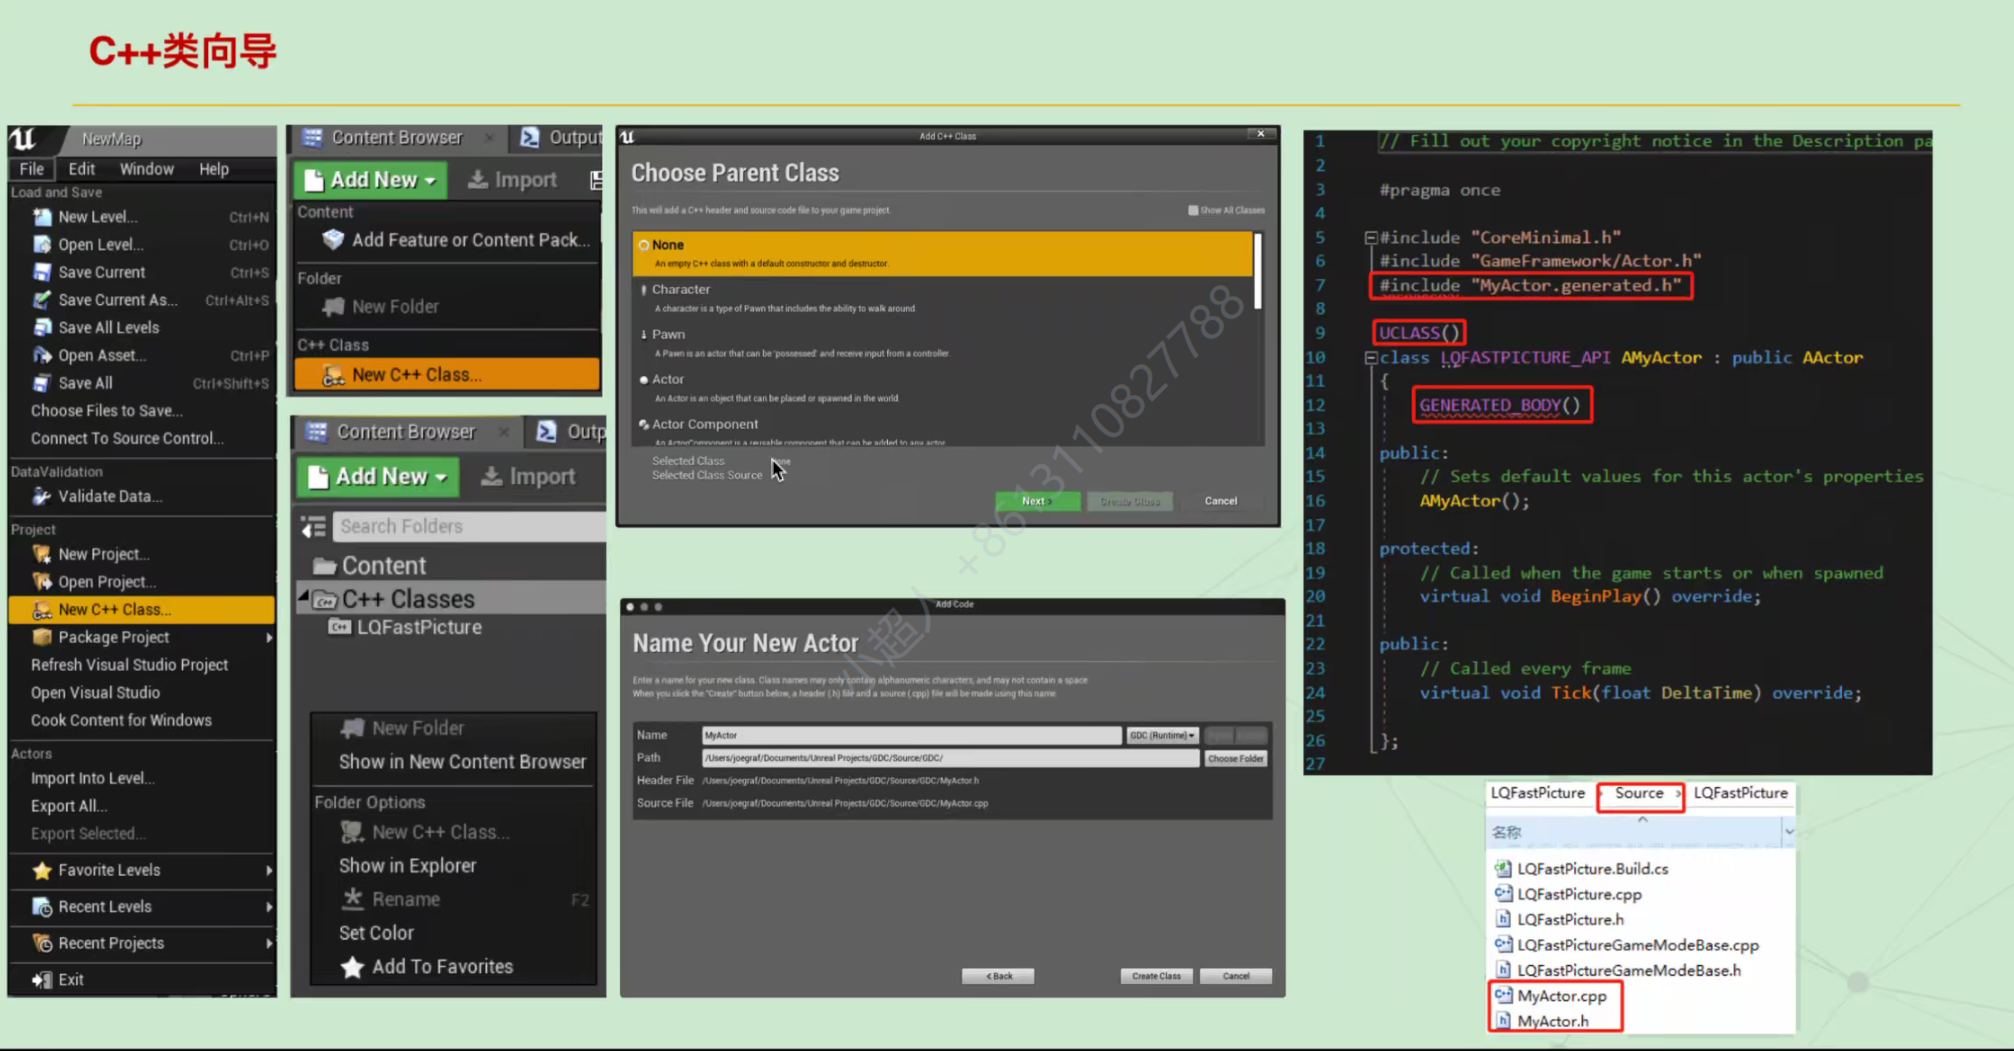 C++类向导
NewMap
File Edit Window Help
Load and Save
New Level... Ctrl+N
Open Level... Ctrl+O
Save Current Ctrl+S
Save Current As... Ctrl+Alt+S
Save All Levels
Open Asset... Ctrl+P
Save All Ctrl+Shift+S
Choose Files to Save...
Connect To Source Control...
DataValidation
Validate Data...
Project
New Project...
Open Project...
New C++ Class...
Package Project
Refresh Visual Studio Project
Open Visual Studio
Cook Content for Windows
Actors
Import Into Level...
Export All...
Export Selected...
Favorite Levels
Recent Levels
Recent Projects
Exit
Content Browser Output
Add New Import
Content
Add Feature or Content Pack...
Folder
New Folder
C++ Class
New C++ Class...
Content Browser Outp
Add New Import
Search Folders
Content
C++ Classes
LQFastPicture
New Folder
Show in New Content Browser
Folder Options
New C++ Class...
Show in Explorer
Rename F2
Set Color
Add To Favorites
Add C++ Class
Choose Parent Class
This will add a C++ header and source code file to your game project.
Show All Classes
None
An empty C++ class with a default constructor and destructor.
Character
A character is a type of Pawn that includes the ability to walk around.
Pawn
A Pawn is an actor that can be 'possessed' and receive input from a controller.
Actor
An Actor is an object that can be placed or spawned in the world.
Actor Component
An ActorComponent is a reusable component that can be added to any actor.
Selected Class None
Selected Class Source
Next > Create Class Cancel
Add Code
Name Your New Actor
Enter a name for your new class. Class names may only contain alphanumeric characters, and may not contain a space.
When you click the "Create" button below, a header (.h) file and a source (.cpp) file will be made using this name.
Name MyActor GDC (Runtime)
Path /Users/joegraf/Documents/Unreal Projects/GDC/Source/GDC/ Choose Folder
Header File /Users/joegraf/Documents/Unreal Projects/GDC/Source/GDC/MyActor.h
Source File /Users/joegraf/Documents/Unreal Projects/GDC/Source/GDC/MyActor.cpp
< Back Create Class Cancel
1 // Fill out your copyright notice in the Description pa
2
3 #pragma once
4
5 #include "CoreMinimal.h"
6 #include "GameFramework/Actor.h"
7 #include "MyActor.generated.h"
8
9 UCLASS()
10 class LQFASTPICTURE_API AMyActor : public AActor
11 {
12 GENERATED_BODY()
13
14 public:
15 // Sets default values for this actor's properties
16 AMyActor();
17
18 protected:
19 // Called when the game starts or when spawned
20 virtual void BeginPlay() override;
21
22 public:
23 // Called every frame
24 virtual void Tick(float DeltaTime) override;
25
26 };
27
LQFastPicture Source > LQFastPicture
名称
LQFastPicture.Build.cs
LQFastPicture.cpp
LQFastPicture.h
LQFastPictureGameModeBase.cpp
LQFastPictureGameModeBase.h
MyActor.cpp
MyActor.h
小超人 +8613110827788